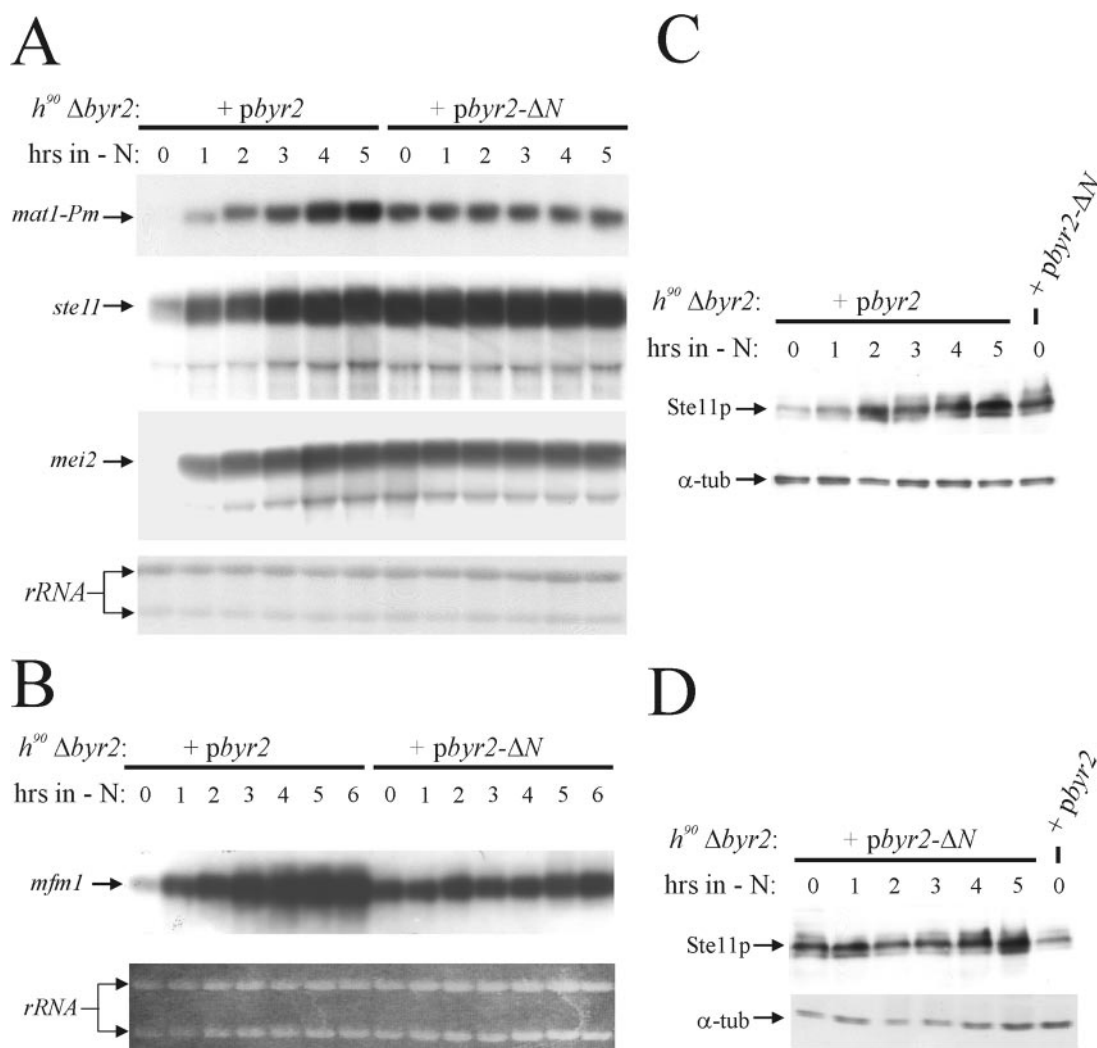 A
h⁹⁰ Δbyr2: + pbyr2 + pbyr2-ΔN
hrs in - N: 0 1 2 3 4 5 0 1 2 3 4 5
mat1-Pm
ste11
mei2
rRNA
B
h⁹⁰ Δbyr2: + pbyr2 + pbyr2-ΔN
hrs in - N: 0 1 2 3 4 5 6 0 1 2 3 4 5 6
mfm1
rRNA
C
h⁹⁰ Δbyr2: + pbyr2 + pbyr2-ΔN
hrs in - N: 0 1 2 3 4 5 0
Ste11p
α-tub
D
h⁹⁰ Δbyr2: + pbyr2-ΔN + pbyr2
hrs in - N: 0 1 2 3 4 5 0
Ste11p
α-tub